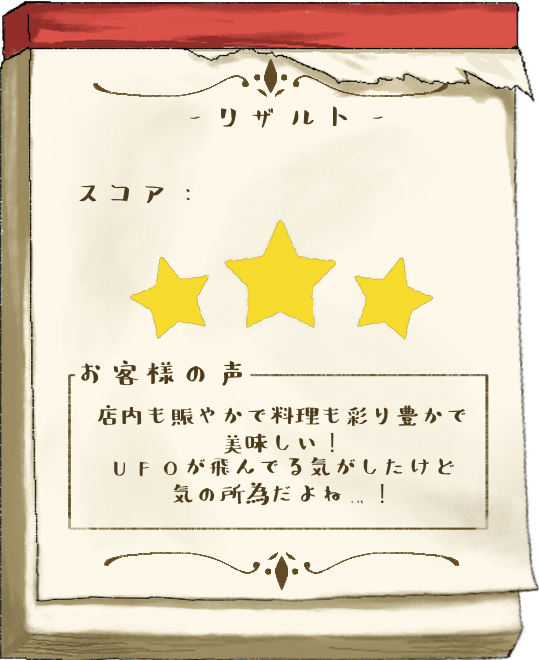 - リザルト -
スコア：
お客様の声
店内も賑やかで料理も彩り豊かで
美味しい！
UFOが飛んでる気がしたけど
気の所為だよね…！